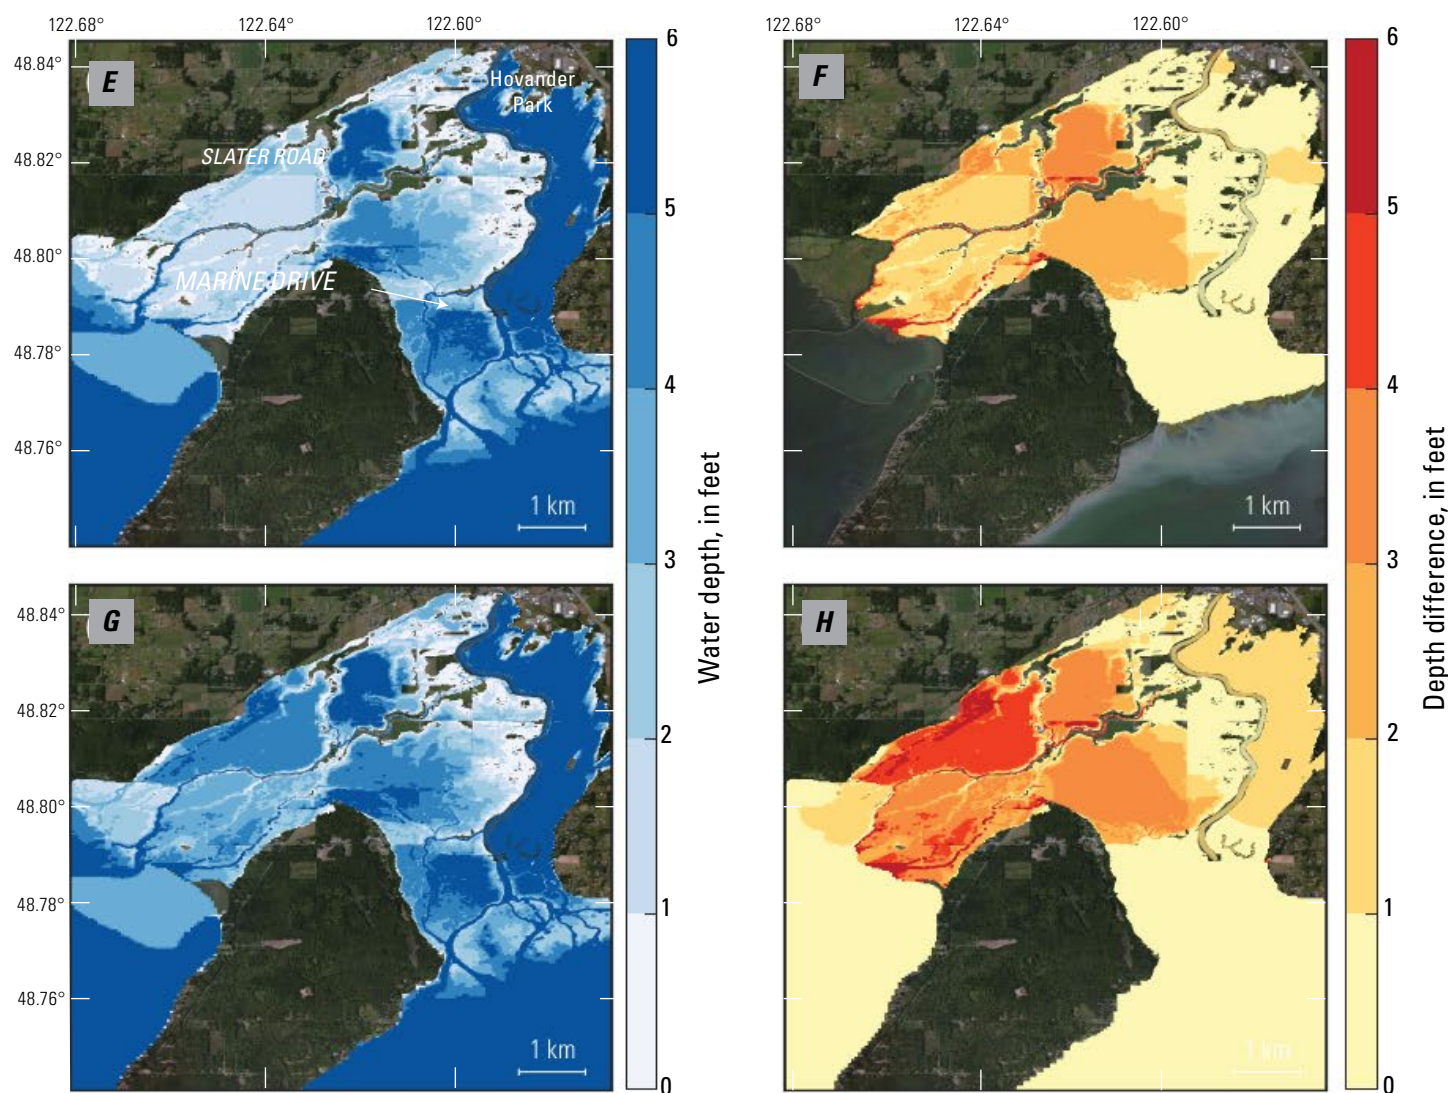 122.68° 122.64° 122.60° 122.68° 122.64° 122.60°
48.84°
48.82°
48.80°
48.78°
48.76°
E
Hovander
Park
SLATER ROAD
MARINE DRIVE
1 km
F
1 km
48.84°
48.82°
48.80°
48.78°
48.76°
G
1 km
H
1 km
6
5
4
3
2
1
0
Water depth, in feet
6
5
4
3
2
1
0
Depth difference, in feet